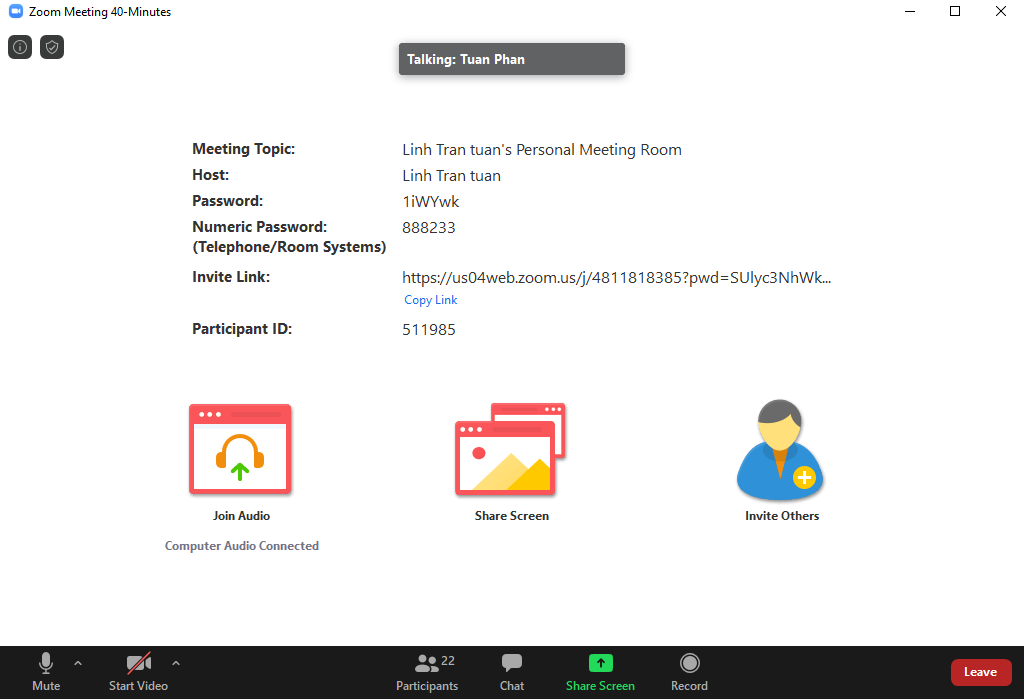 Zoom Meeting 40-Minutes
Talking: Tuan Phan
Meeting Topic: Linh Tran tuan's Personal Meeting Room
Host: Linh Tran tuan
Password: 1iWYwk
Numeric Password: 888233
(Telephone/Room Systems)
Invite Link: https://us04web.zoom.us/j/4811818385?pwd=SUlyc3NhWk...
Copy Link
Participant ID: 511985
Join Audio Share Screen Invite Others
Computer Audio Connected
22
Mute Start Video Participants Chat Share Screen Record Leave